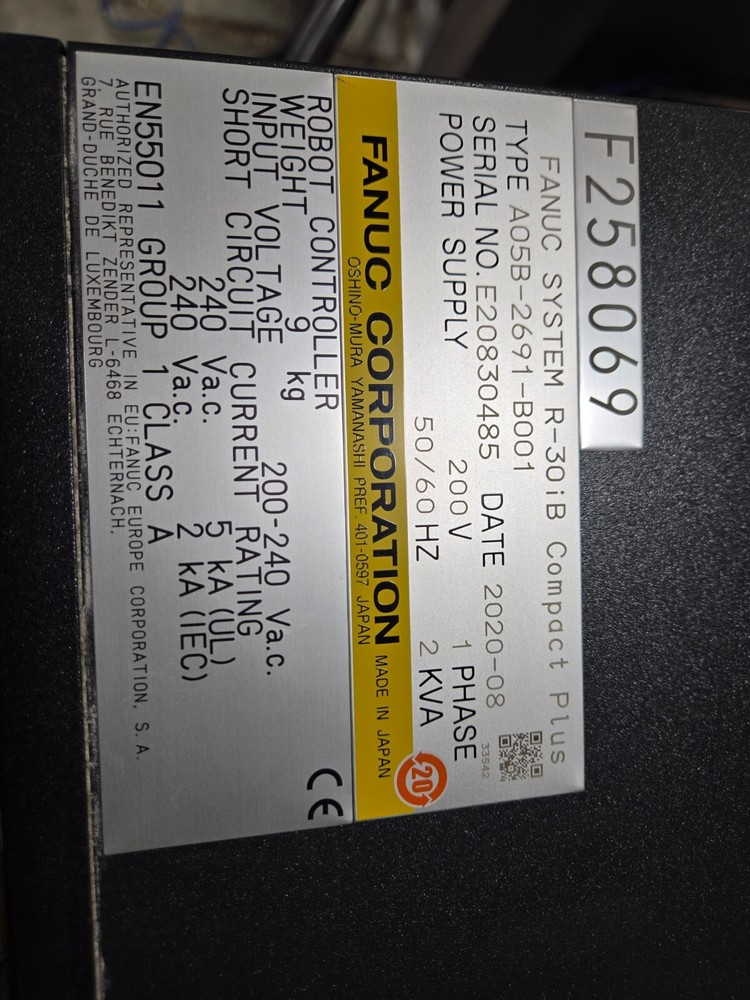 F258069
FANUC SYSTEM R-30iB Compact Plus
TYPE A05B-2691-B001
SERIAL NO. E20830485 DATE 2020-08
33542
POWER SUPPLY 200V 1 PHASE
50/60HZ 2 KVA
20
FANUC CORPORATION MADE IN JAPAN
OSHINO-MURA YAMANASHI PREF. 401-0597 JAPAN
ROBOT CONTROLLER
WEIGHT 9 kg
INPUT VOLTAGE 200-240 Va.c.
SHORT CIRCUIT CURRENT RATING
240 Va.c. 5 kA (UL)
240 Va.c. 2 kA (IEC)
EN55011 GROUP 1 CLASS A
AUTHORIZED REPRESENTATIVE IN EU:FANUC EUROPE CORPORATION, S. A.
7, RUE BENEDIKT ZENDER L-6468 ECHTERNACH,
GRAND-DUCHE DE LUXEMBOURG
CE